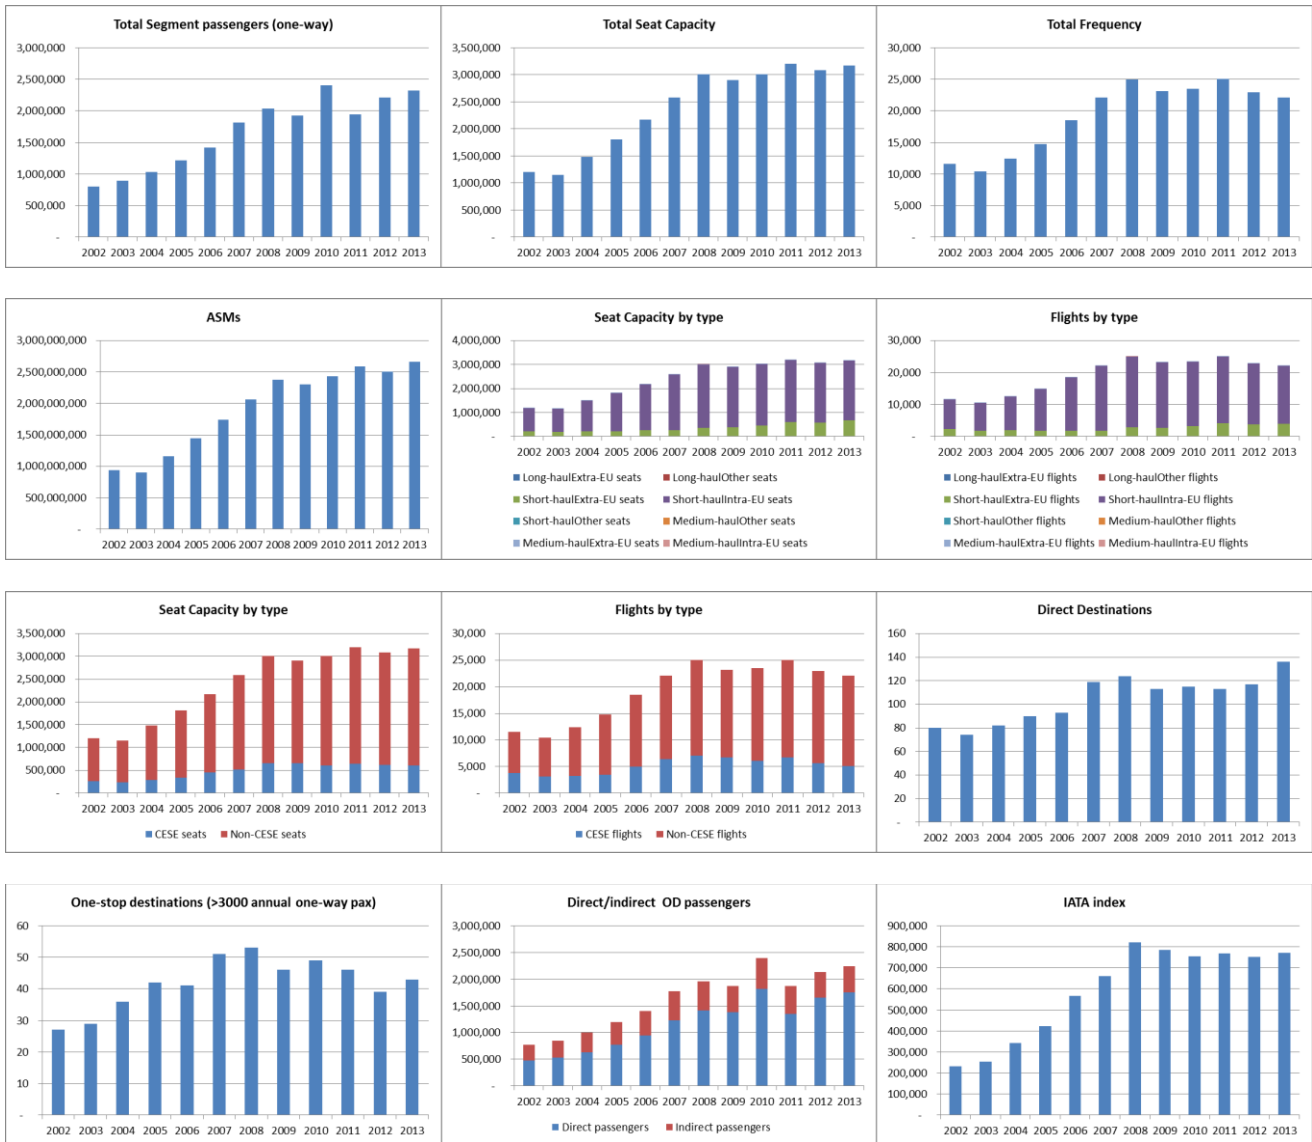 Total Segment passengers (one-way)
3,000,000
2,500,000
2,000,000
1,500,000
1,000,000
500,000
-
2002 2003 2004 2005 2006 2007 2008 2009 2010 2011 2012 2013
Total Seat Capacity
3,500,000
3,000,000
2,500,000
2,000,000
1,500,000
1,000,000
500,000
-
2002 2003 2004 2005 2006 2007 2008 2009 2010 2011 2012 2013
Total Frequency
30,000
25,000
20,000
15,000
10,000
5,000
-
2002 2003 2004 2005 2006 2007 2008 2009 2010 2011 2012 2013
ASMs
3,000,000,000
2,500,000,000
2,000,000,000
1,500,000,000
1,000,000,000
500,000,000
-
2002 2003 2004 2005 2006 2007 2008 2009 2010 2011 2012 2013
Seat Capacity by type
4,000,000
3,000,000
2,000,000
1,000,000
-
2002 2003 2004 2005 2006 2007 2008 2009 2010 2011 2012 2013
Long-haulExtra-EU seats Long-haulOther seats
Short-haulExtra-EU seats Short-haulIntra-EU seats
Short-haulOther seats Medium-haulOther seats
Medium-haulExtra-EU seats Medium-haulIntra-EU seats
Flights by type
30,000
20,000
10,000
-
2002 2003 2004 2005 2006 2007 2008 2009 2010 2011 2012 2013
Long-haulExtra-EU flights Long-haulOther flights
Short-haulExtra-EU flights Short-haulIntra-EU flights
Short-haulOther flights Medium-haulOther flights
Medium-haulExtra-EU flights Medium-haulIntra-EU flights
Seat Capacity by type
3,500,000
3,000,000
2,500,000
2,000,000
1,500,000
1,000,000
500,000
-
2002 2003 2004 2005 2006 2007 2008 2009 2010 2011 2012 2013
CESE seats Non-CESE seats
Flights by type
30,000
25,000
20,000
15,000
10,000
5,000
-
2002 2003 2004 2005 2006 2007 2008 2009 2010 2011 2012 2013
CESE flights Non-CESE flights
Direct Destinations
160
140
120
100
80
60
40
20
-
2002 2003 2004 2005 2006 2007 2008 2009 2010 2011 2012 2013
One-stop destinations (>3000 annual one-way pax)
60
50
40
30
20
10
-
2002 2003 2004 2005 2006 2007 2008 2009 2010 2011 2012 2013
Direct/indirect OD passengers
3,000,000
2,500,000
2,000,000
1,500,000
1,000,000
500,000
-
2002 2003 2004 2005 2006 2007 2008 2009 2010 2011 2012 2013
Direct passengers Indirect passengers
IATA index
900,000
800,000
700,000
600,000
500,000
400,000
300,000
200,000
100,000
-
2002 2003 2004 2005 2006 2007 2008 2009 2010 2011 2012 2013